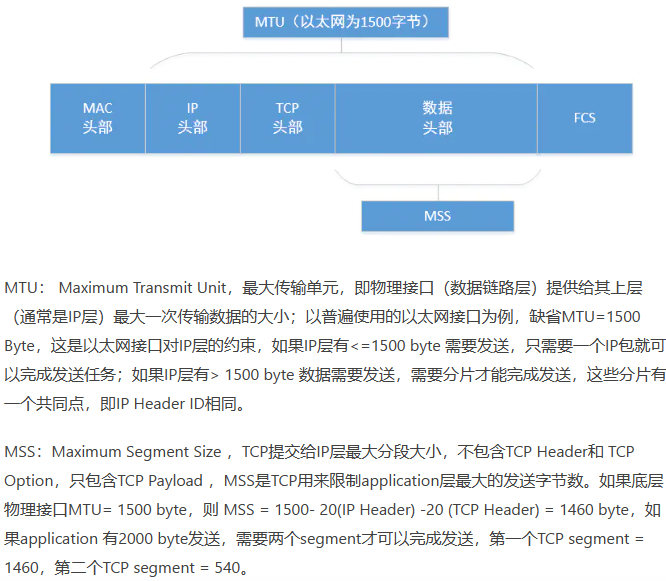 MTU（以太网为1500字节）
MAC
头部
IP
头部
TCP
头部
数据
头部
FCS
MSS
MTU： Maximum Transmit Unit，最大传输单元，即物理接口（数据链路层）提供给其上层
（通常是IP层）最大一次传输数据的大小；以普遍使用的以太网接口为例，缺省MTU=1500
Byte，这是以太网接口对IP层的约束，如果IP层有<=1500 byte 需要发送，只需要一个IP包就可
以完成发送任务；如果IP层有> 1500 byte 数据需要发送，需要分片才能完成发送，这些分片有
一个共同点，即IP Header ID相同。
MSS：Maximum Segment Size ，TCP提交给IP层最大分段大小，不包含TCP Header和 TCP
Option，只包含TCP Payload ，MSS是TCP用来限制application层最大的发送字节数。如果底层
物理接口MTU= 1500 byte，则 MSS = 1500- 20(IP Header) -20 (TCP Header) = 1460 byte，如
果application 有2000 byte发送，需要两个segment才可以完成发送，第一个TCP segment =
1460，第二个TCP segment = 540。